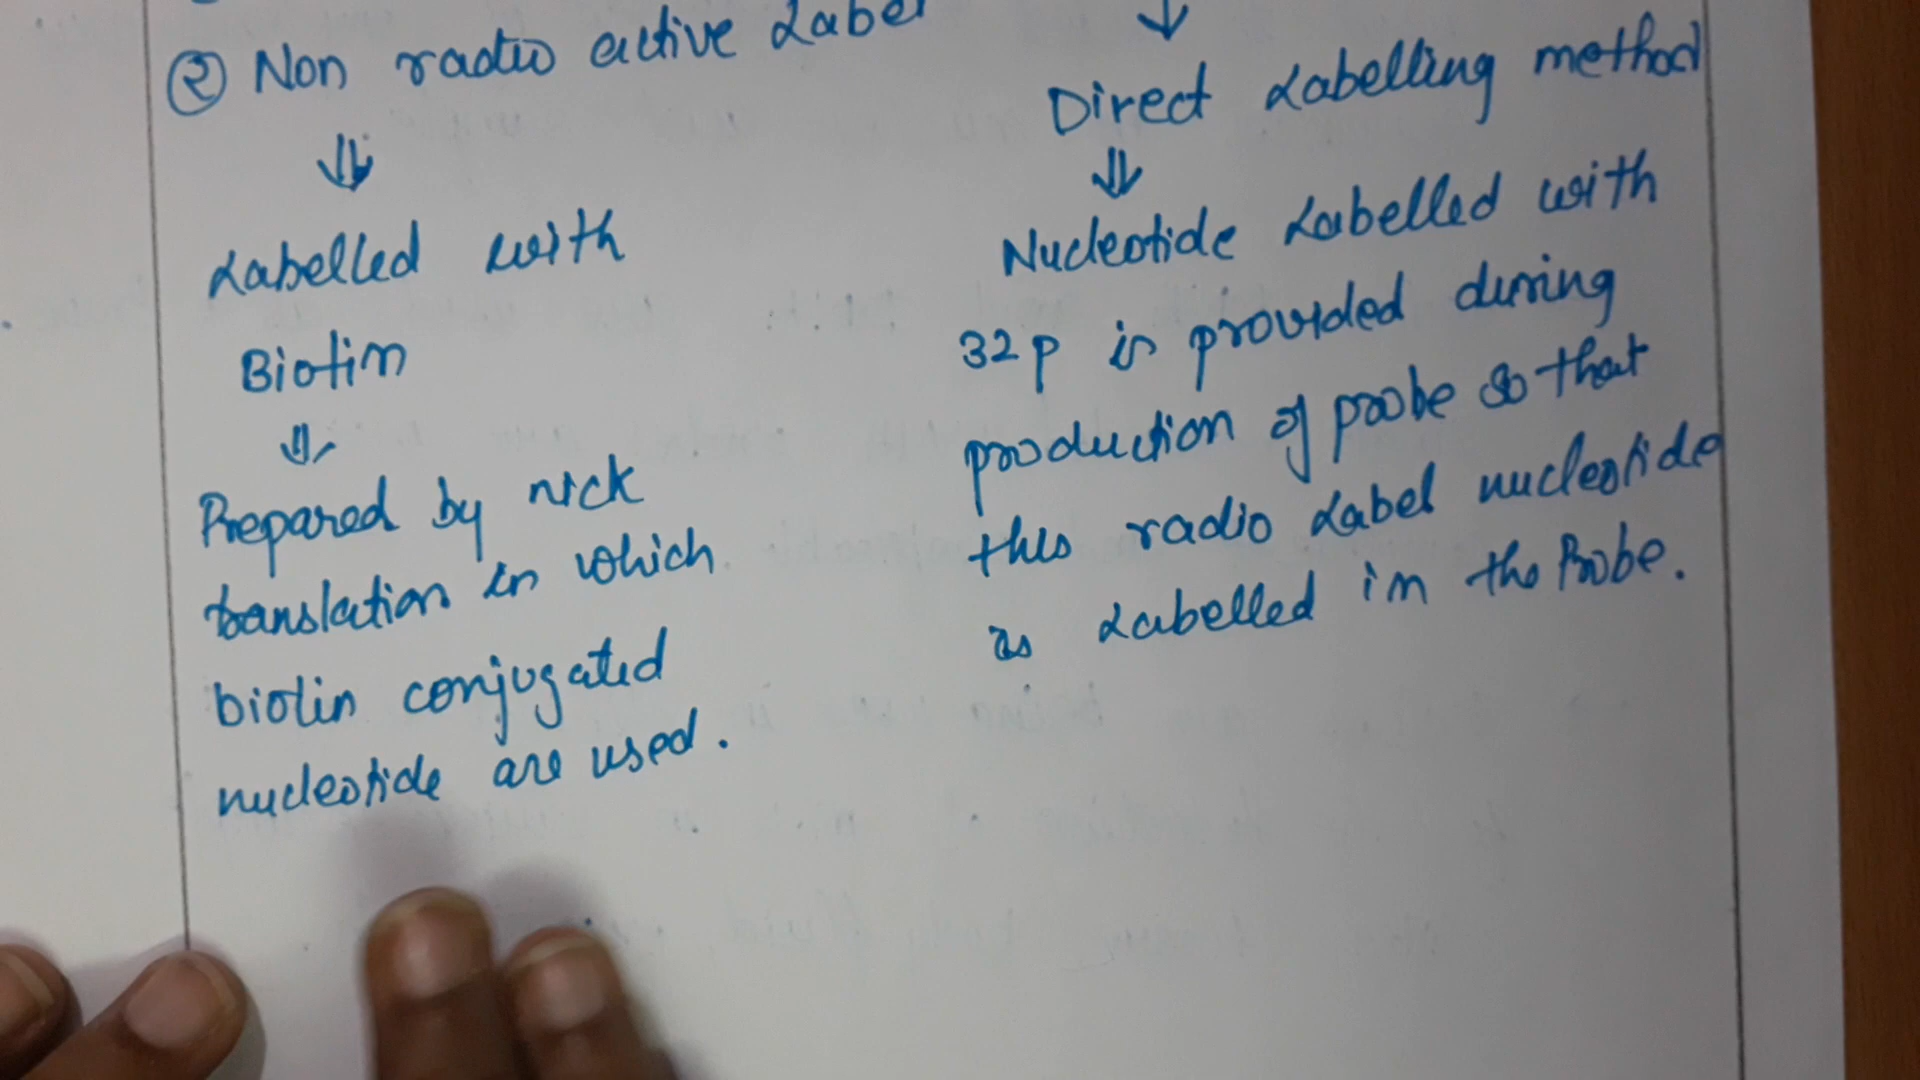 ② Non radio active Label
⇓
Labelled with
Biotin
⇓
Prepared by nick
translation in which
biotin conjugated
nucleotide are used.
↓
Direct Labelling method
⇓
Nucleotide Labelled with
32p is provided during
production of probe so that
this radio Label nucleotide
is Labelled in the Probe.